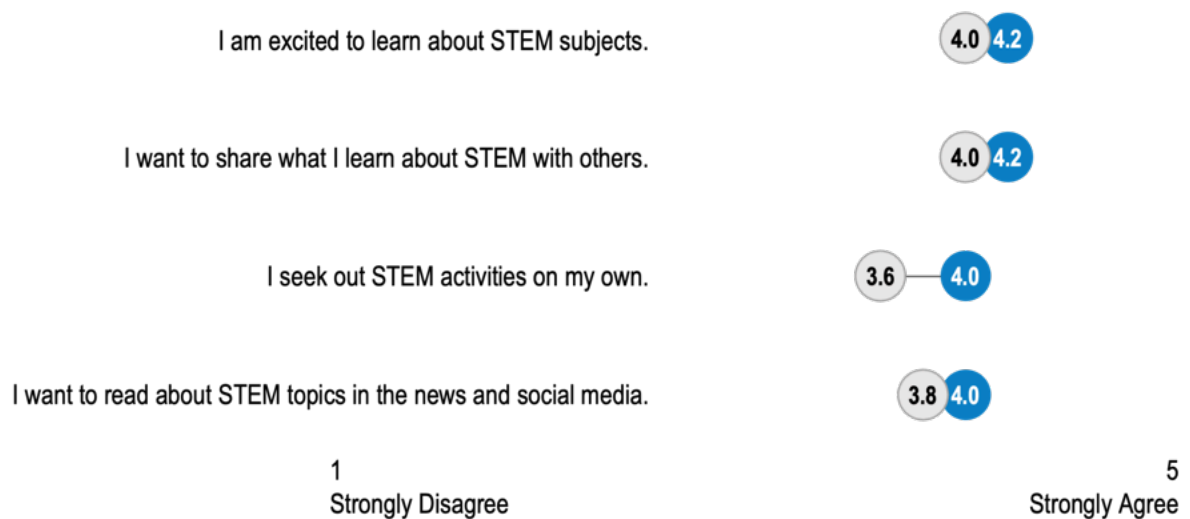 I am excited to learn about STEM subjects. 4.0 4.2
I want to share what I learn about STEM with others. 4.0 4.2
I seek out STEM activities on my own. 3.6 4.0
I want to read about STEM topics in the news and social media. 3.8 4.0
1 5
Strongly Disagree Strongly Agree